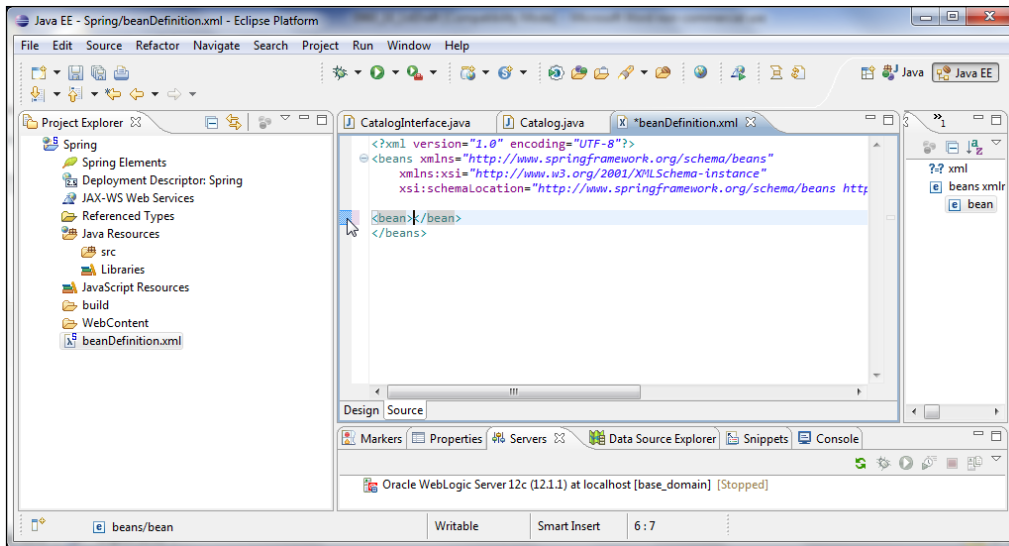 Java EE - Spring/beanDefinition.xml - Eclipse Platform
File Edit Source Refactor Navigate Search Project Run Window Help
Java Java EE
Project Explorer
Spring
Spring Elements
Deployment Descriptor: Spring
JAX-WS Web Services
Referenced Types
Java Resources
src
Libraries
JavaScript Resources
build
WebContent
beanDefinition.xml
CatalogInterface.java Catalog.java *beanDefinition.xml
<?xml version="1.0" encoding="UTF-8"?>
<beans xmlns="http://www.springframework.org/schema/beans"
xmlns:xsi="http://www.w3.org/2001/XMLSchema-instance"
xsi:schemaLocation="http://www.springframework.org/schema/beans http
<bean></bean>
</beans>
Design Source
1
?=? xml
beans xmlr
bean
Markers Properties Servers Data Source Explorer Snippets Console
Oracle WebLogic Server 12c (12.1.1) at localhost [base_domain] [Stopped]
beans/bean Writable Smart Insert 6 : 7